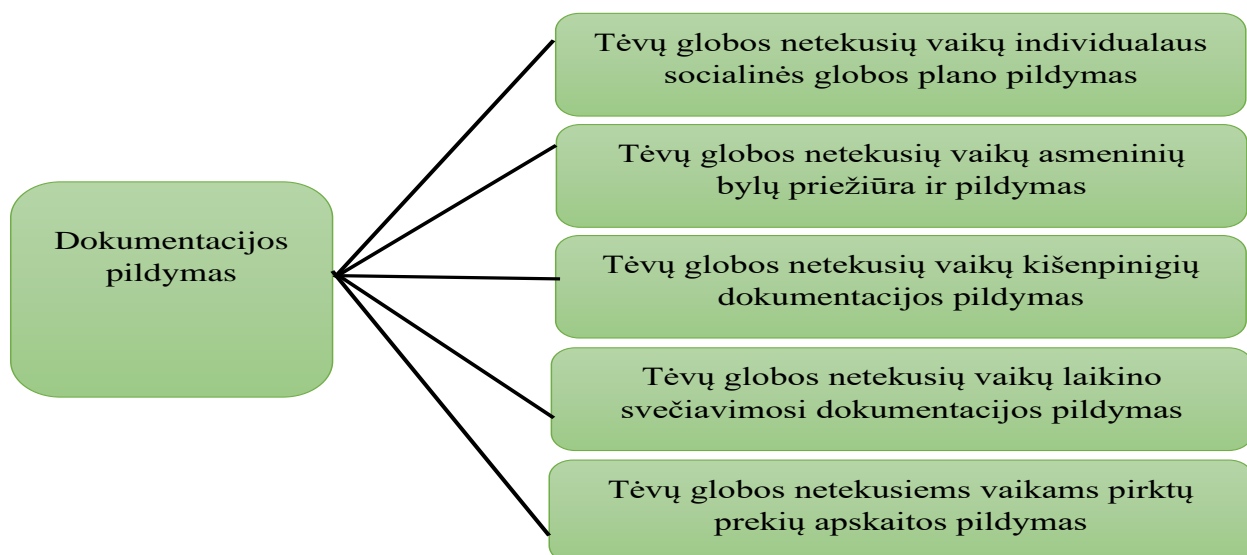 Dokumentacijos
pildymas
Tėvų globos netekusių vaikų individualaus
socialinės globos plano pildymas
Tėvų globos netekusių vaikų asmeninių
bylų priežiūra ir pildymas
Tėvų globos netekusių vaikų kišenpinigių
dokumentacijos pildymas
Tėvų globos netekusių vaikų laikino
svečiavimosi dokumentacijos pildymas
Tėvų globos netekusiems vaikams pirktų
prekių apskaitos pildymas